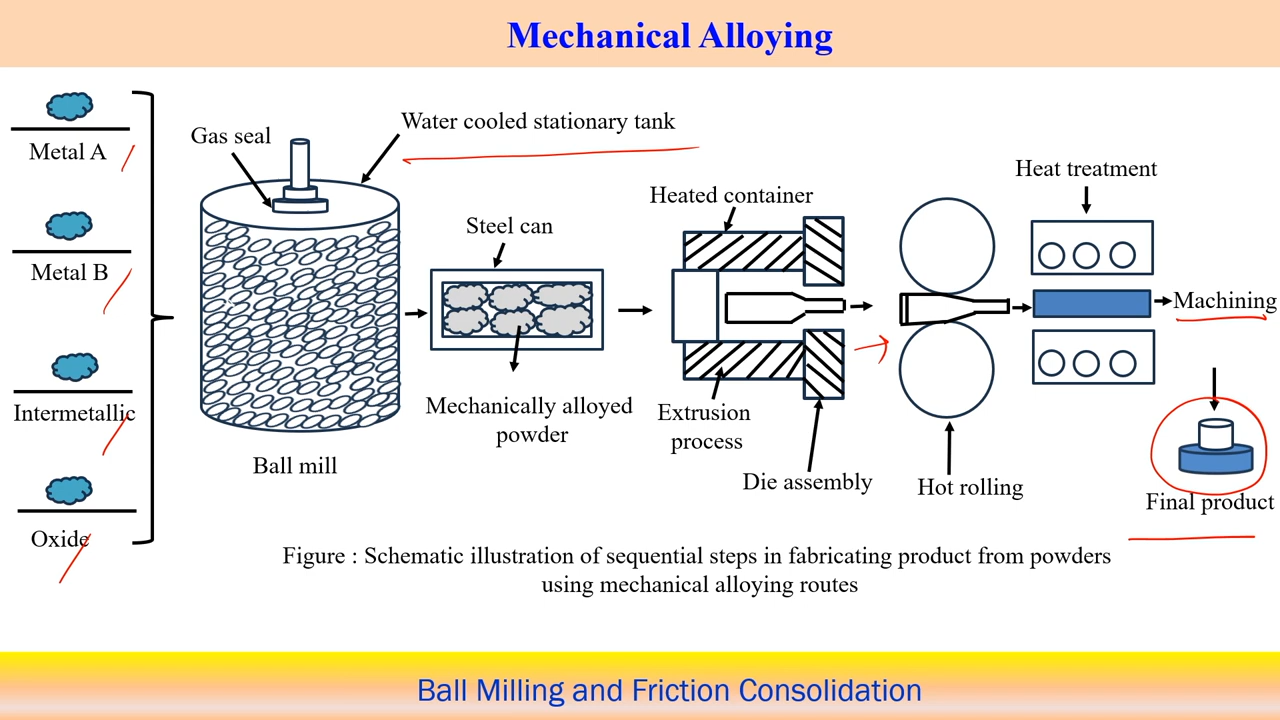 Mechanical Alloying
Metal A
Metal B
Intermetallic
Oxide
Gas seal
Water cooled stationary tank
Ball mill
Steel can
Mechanically alloyed
powder
Heated container
Extrusion
process
Die assembly
Hot rolling
Heat treatment
Machining
Final product
Figure : Schematic illustration of sequential steps in fabricating product from powders
using mechanical alloying routes
Ball Milling and Friction Consolidation